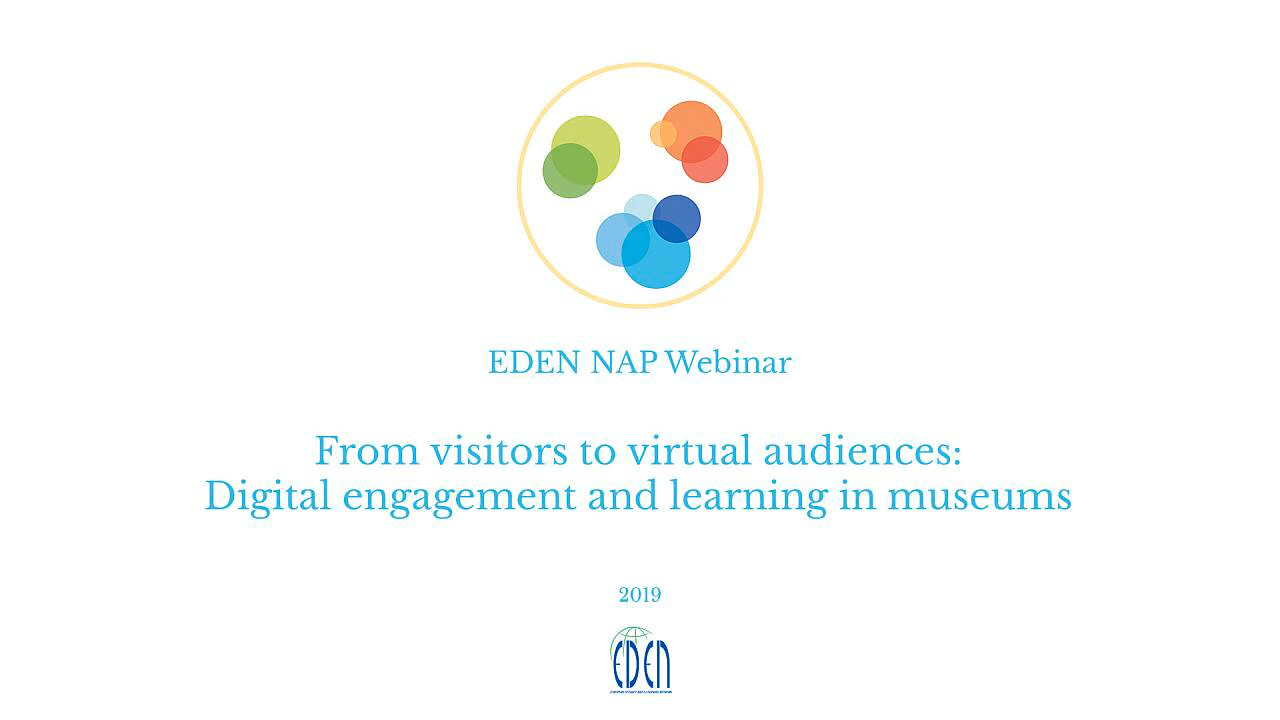 EDEN NAP Webinar
From visitors to virtual audiences:
Digital engagement and learning in museums
2019
EDEN